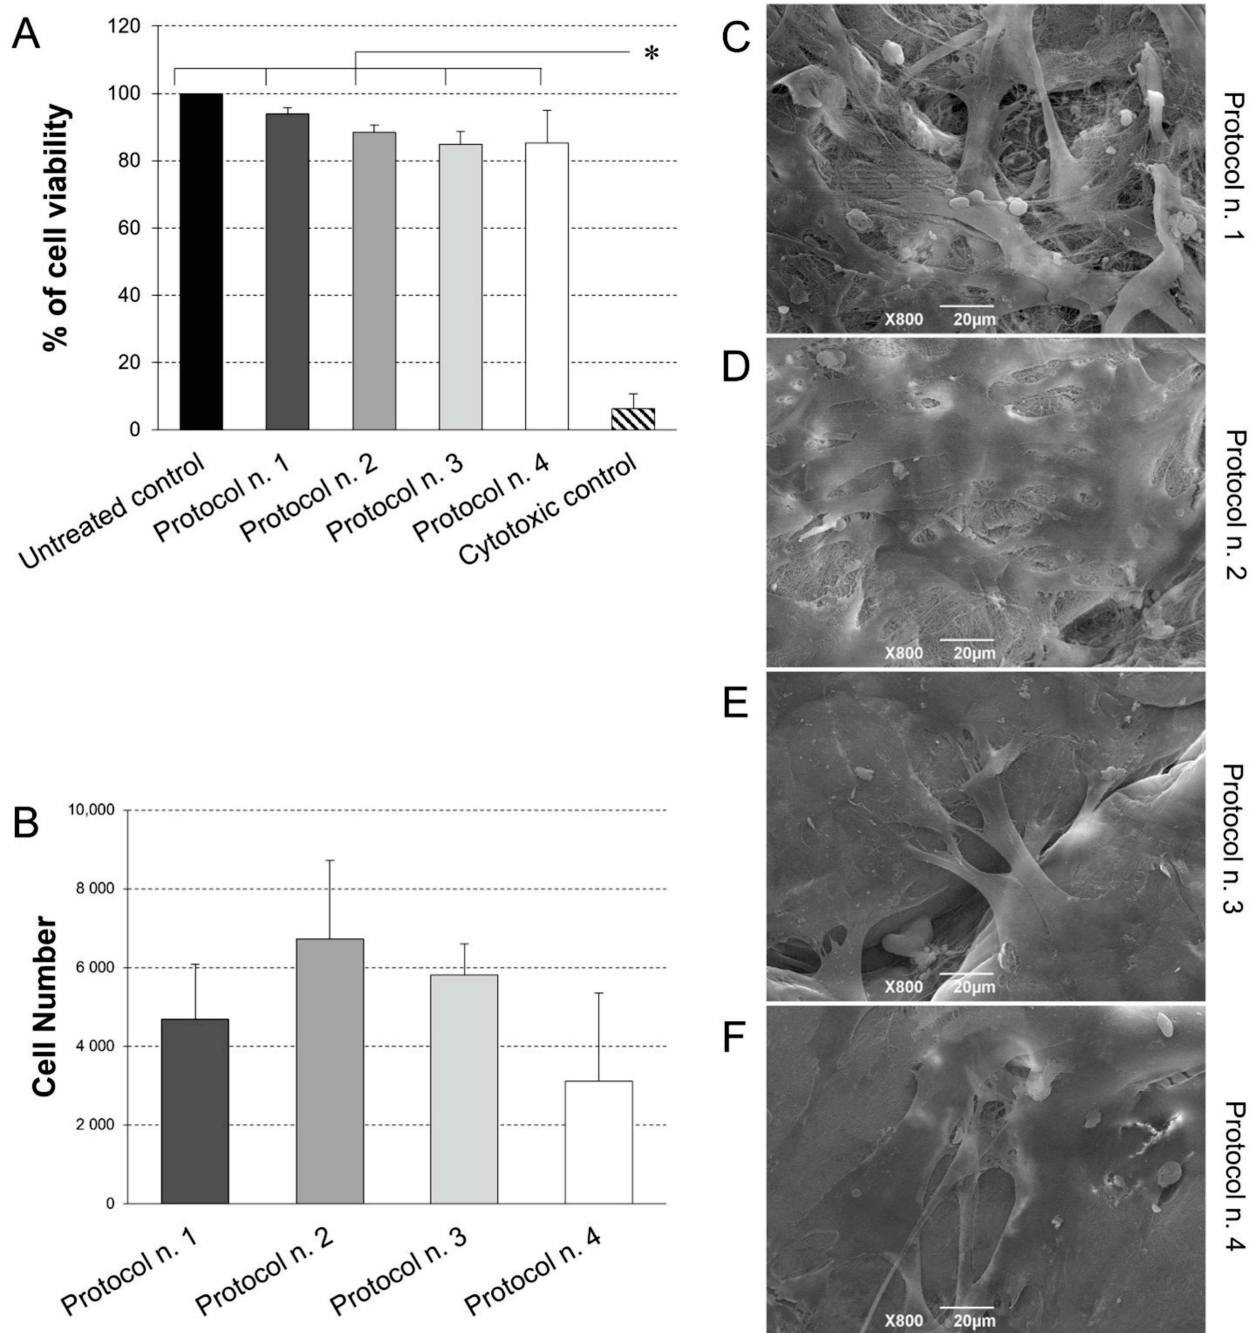 A
% of cell viability
120
100
80
60
40
20
0
*
Untreated control
Protocol n. 1
Protocol n. 2
Protocol n. 3
Protocol n. 4
Cytotoxic control
B
Cell Number
10,000
8 000
6 000
4 000
2 000
0
Protocol n. 1
Protocol n. 2
Protocol n. 3
Protocol n. 4
C
X800 20μm
Protocol n. 1
D
X800 20μm
Protocol n. 2
E
X800 20μm
Protocol n. 3
F
X800 20μm
Protocol n. 4